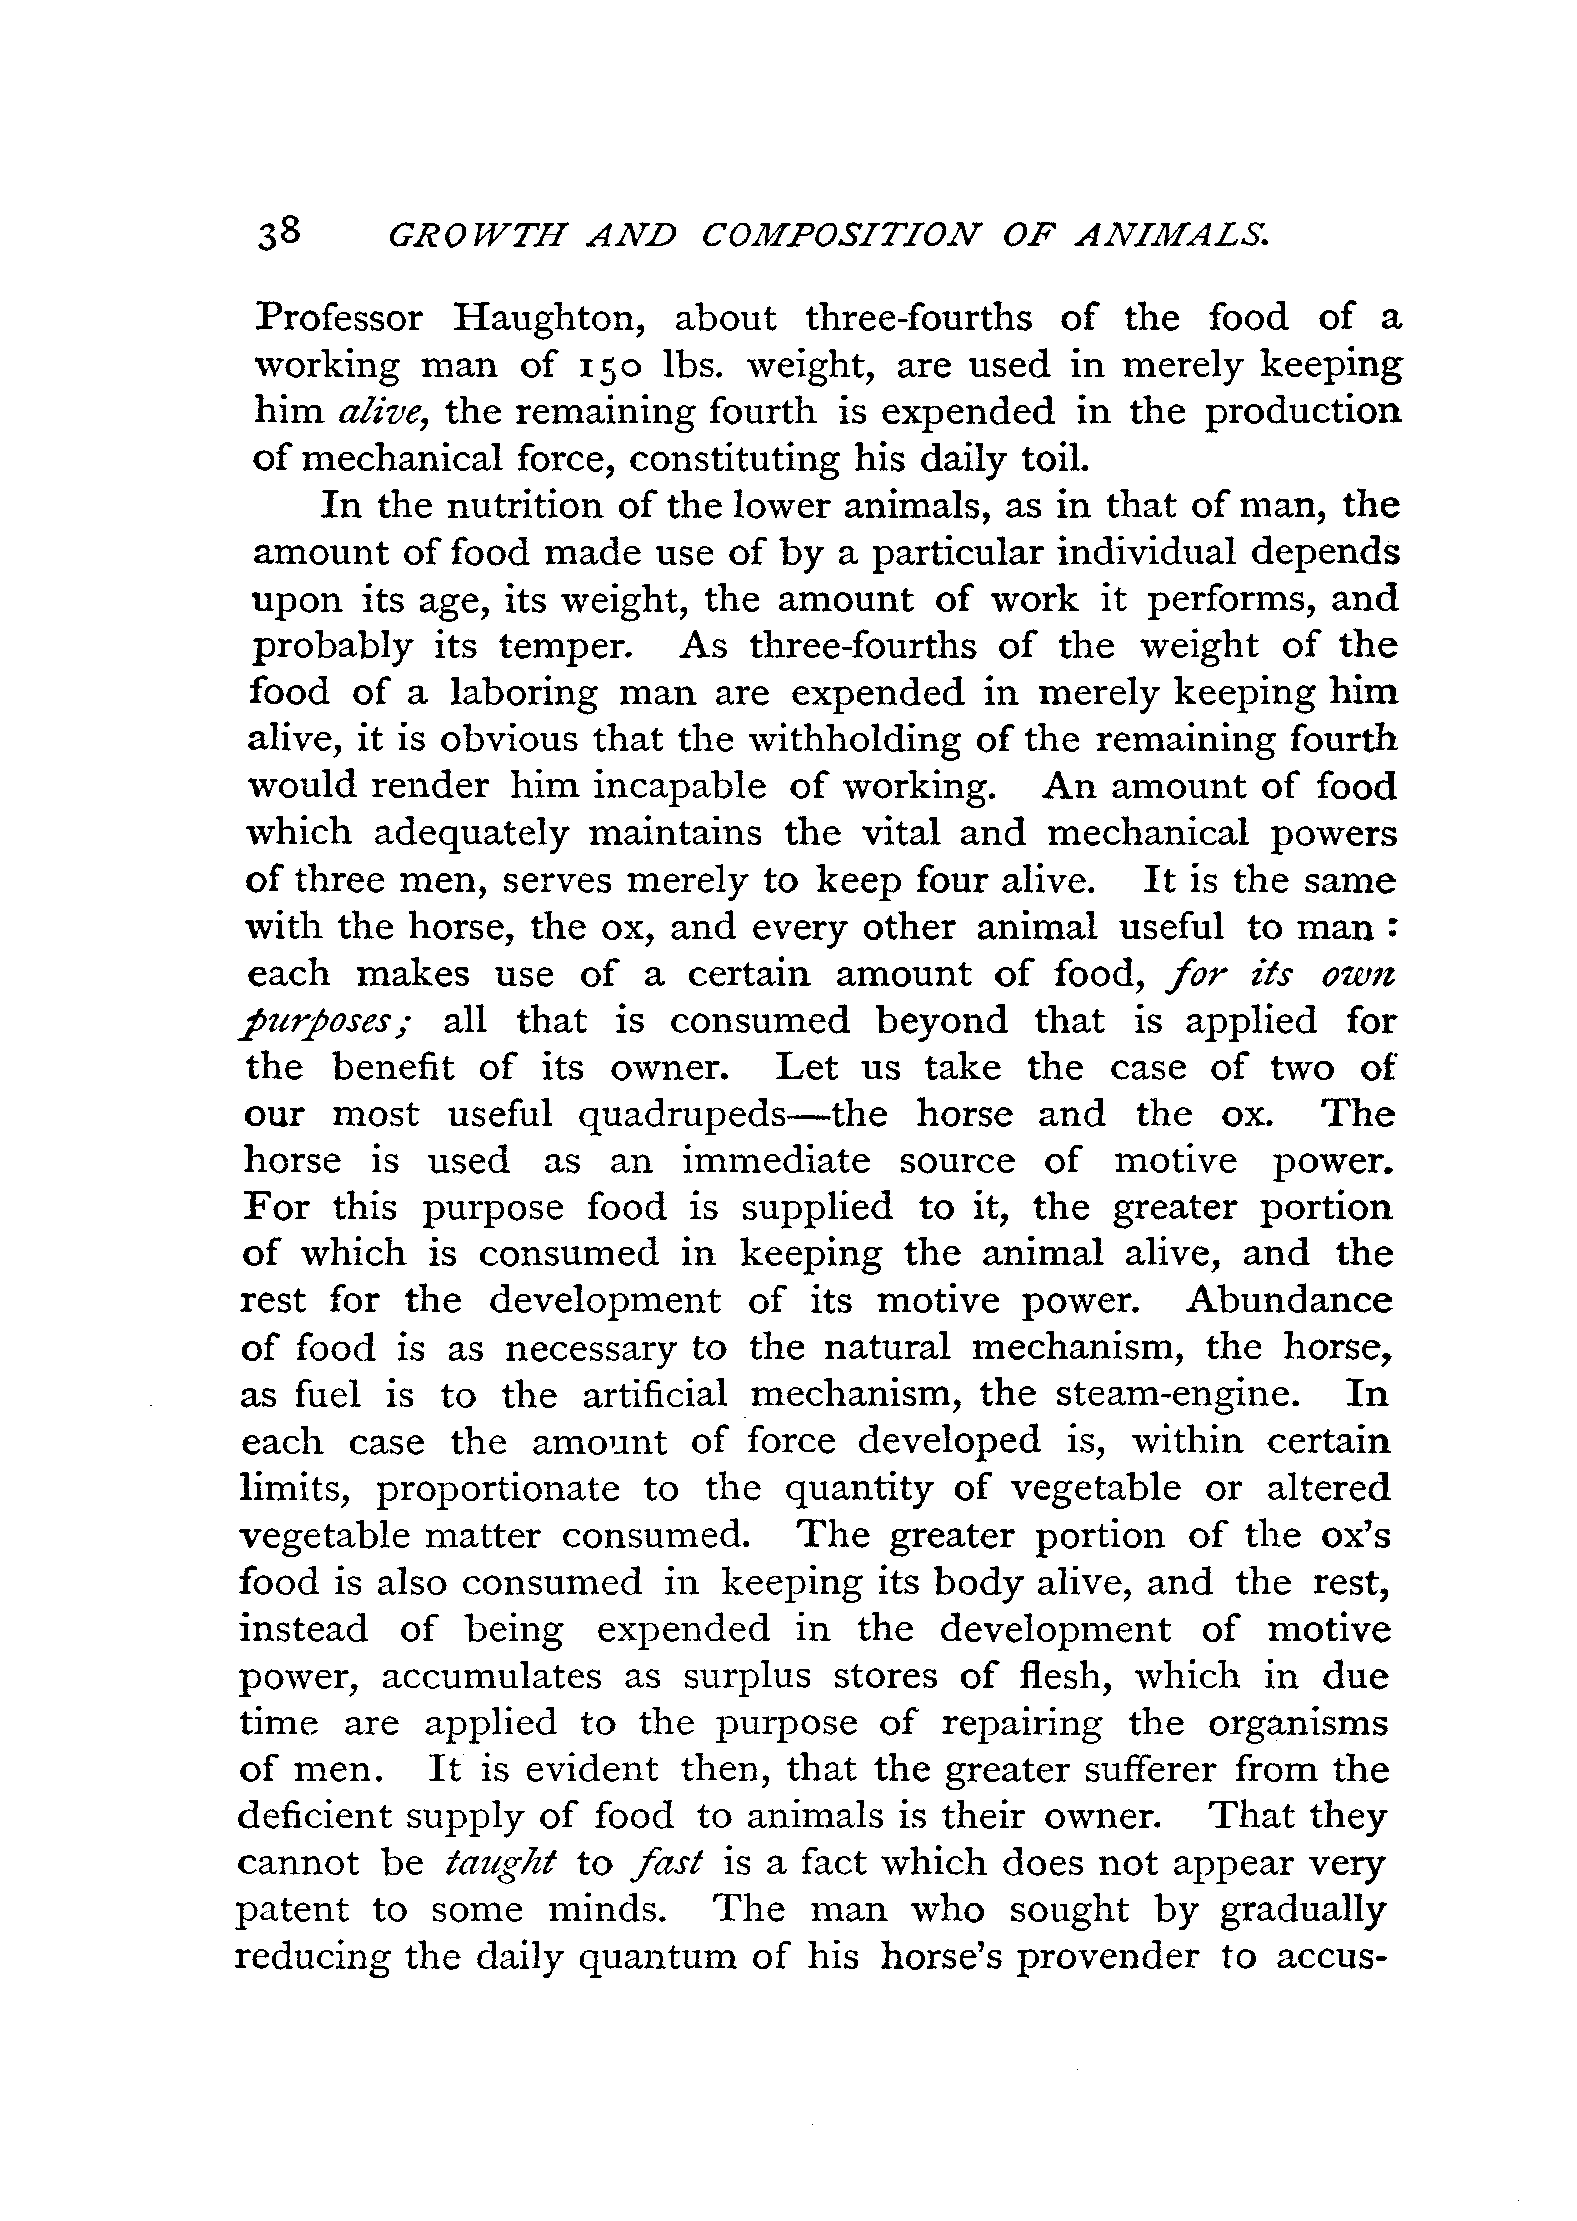 38 GROWTH AND COMPOSITION OF ANIMALS.
Professor Haughton, about three-fourths of the food of a
working man of 150 lbs. weight, are used in merely keeping
him alive, the remaining fourth is expended in the production
of mechanical force, constituting his daily toil.
In the nutrition of the lower animals, as in that of man, the
amount of food made use of by a particular individual depends
upon its age, its weight, the amount of work it performs, and
probably its temper. As three-fourths of the weight of the
food of a laboring man are expended in merely keeping him
alive, it is obvious that the withholding of the remaining fourth
would render him incapable of working. An amount of food
which adequately maintains the vital and mechanical powers
of three men, serves merely to keep four alive. It is the same
with the horse, the ox, and every other animal useful to man :
each makes use of a certain amount of food, for its own
purposes; all that is consumed beyond that is applied for
the benefit of its owner. Let us take the case of two of
our most useful quadrupeds—the horse and the ox. The
horse is used as an immediate source of motive power.
For this purpose food is supplied to it, the greater portion
of which is consumed in keeping the animal alive, and the
rest for the development of its motive power. Abundance
of food is as necessary to the natural mechanism, the horse,
as fuel is to the artificial mechanism, the steam-engine. In
each case the amount of force developed is, within certain
limits, proportionate to the quantity of vegetable or altered
vegetable matter consumed. The greater portion of the ox's
food is also consumed in keeping its body alive, and the rest,
instead of being expended in the development of motive
power, accumulates as surplus stores of flesh, which in due
time are applied to the purpose of repairing the organisms
of men. It is evident then, that the greater sufferer from the
deficient supply of food to animals is their owner. That they
cannot be taught to fast is a fact which does not appear very
patent to some minds. The man who sought by gradually
reducing the daily quantum of his horse's provender to accus-